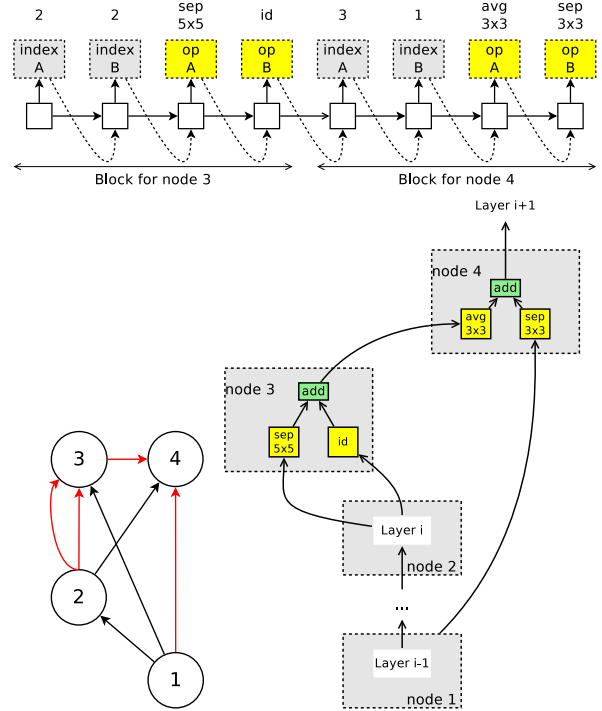 2 2 sep 5x5 id 3 1 avg 3x3 sep 3x3
index A
index B
op A
op B
index A
index B
op A
op B
Block for node 3
Block for node 4
Layer i+1
node 4
add
avg
3x3
sep
3x3
node 3
add
sep
5x5
id
3
4
2
1
Layer i
node 2
...
Layer i-1
node 1